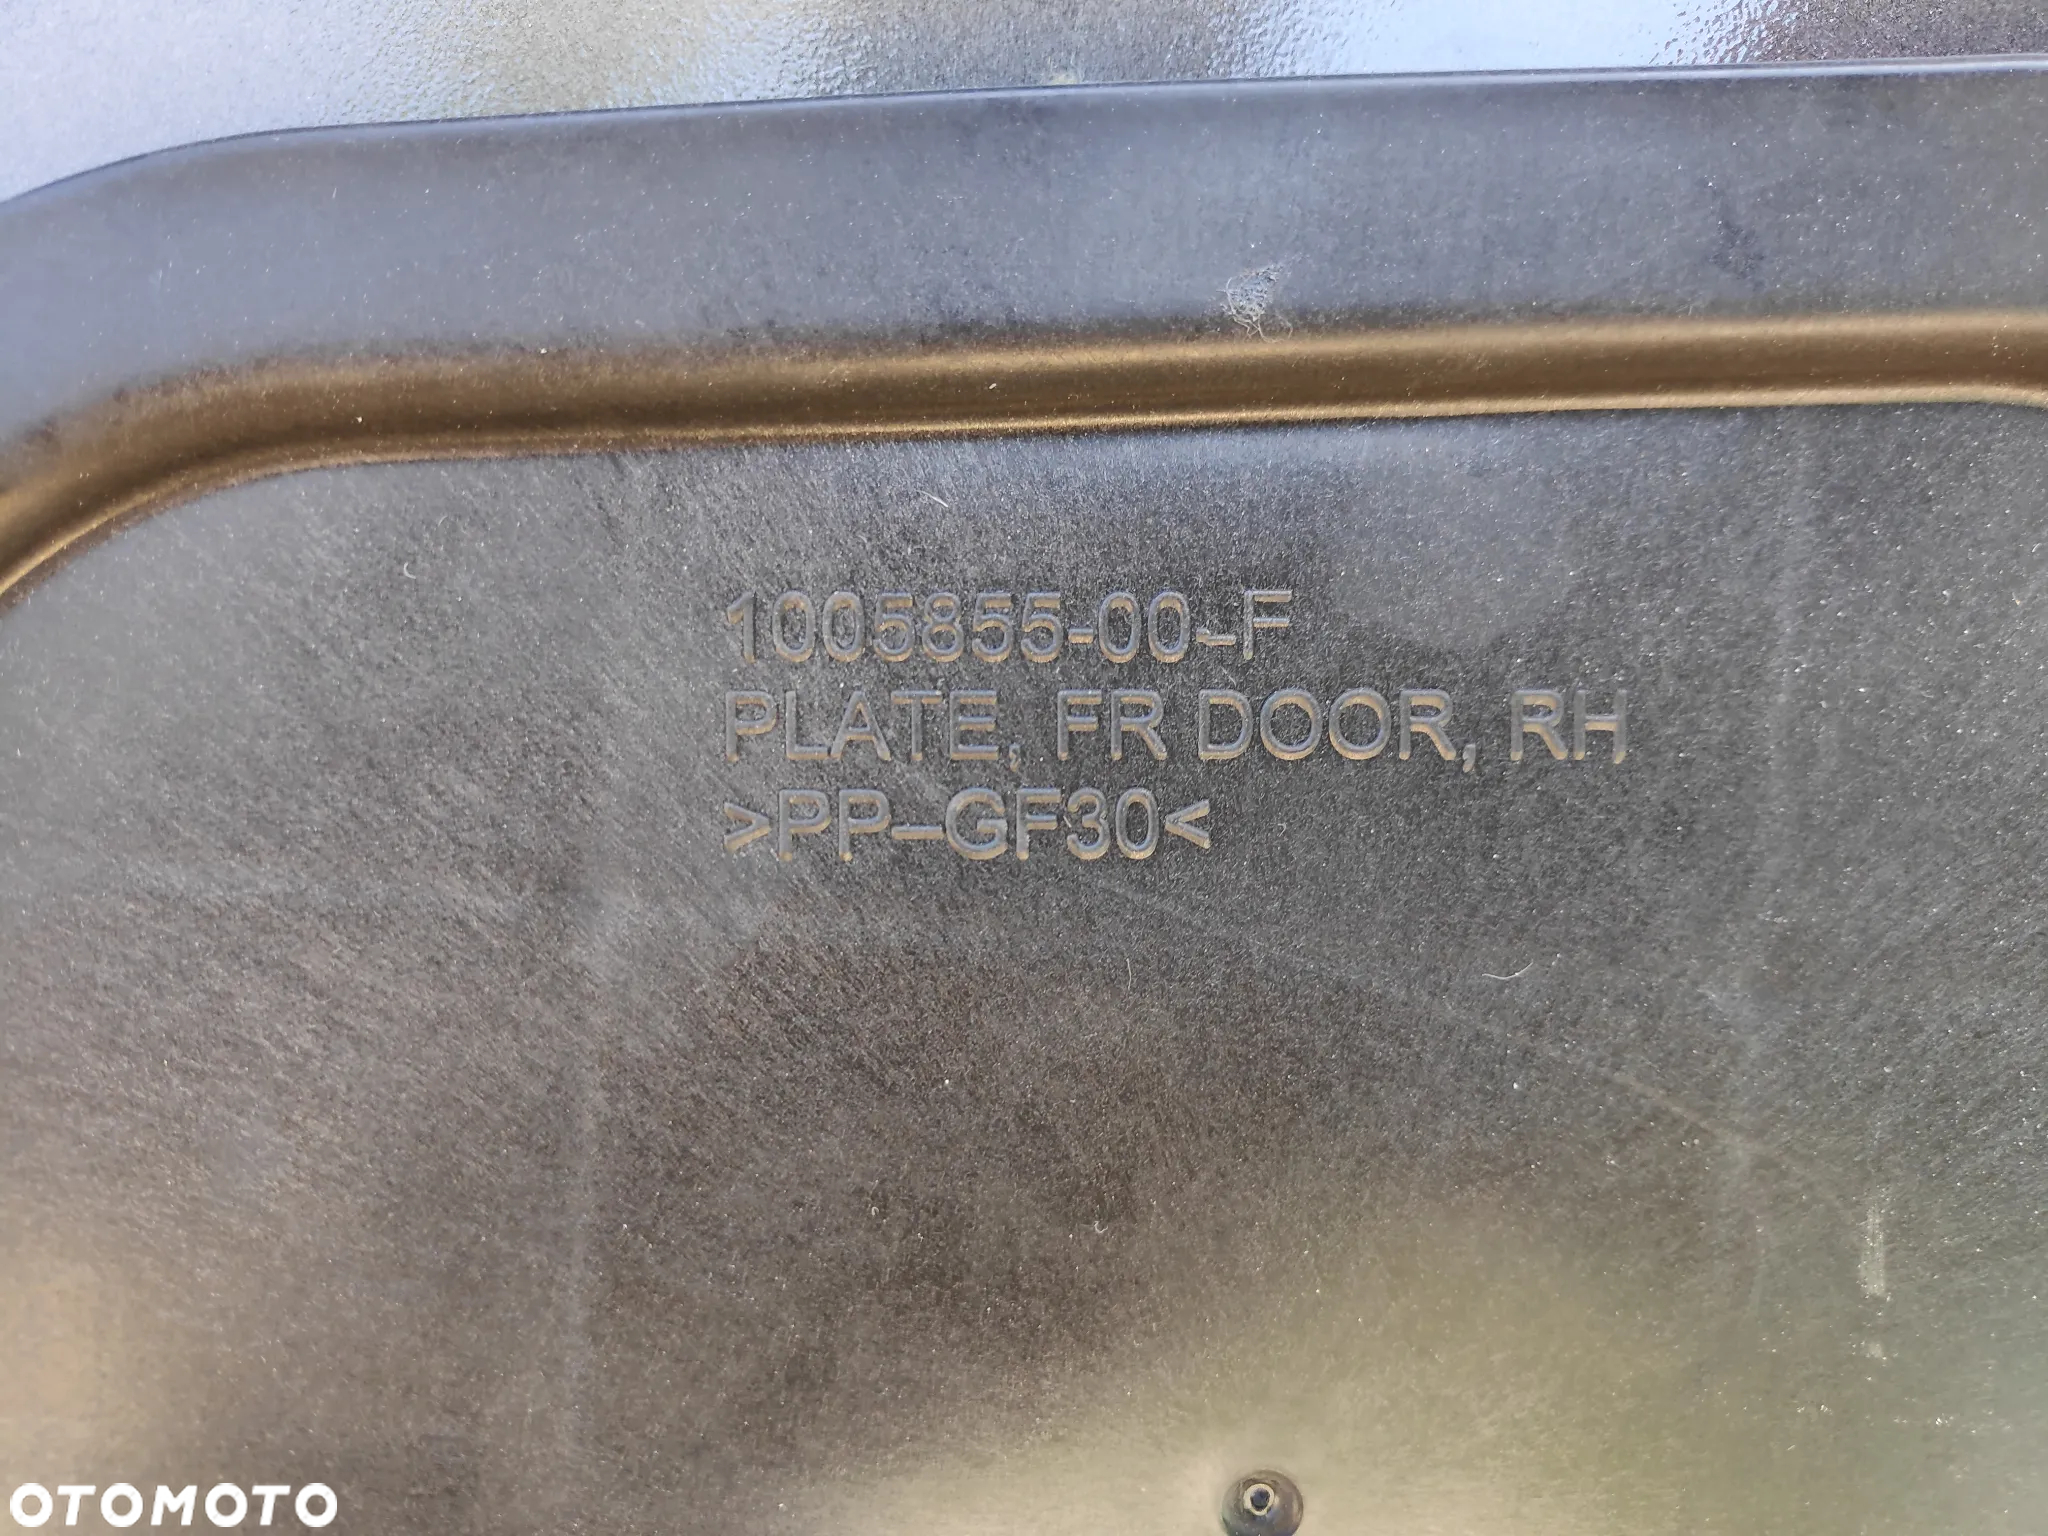 1005855-00-F
PLATE, FR DOOR, RH
>PP-GF30<
OTOMOTO